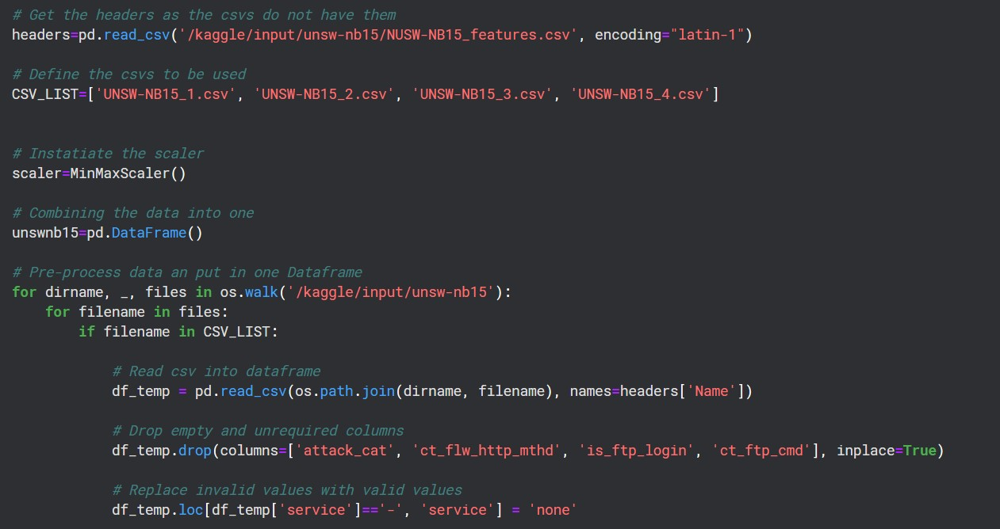 # Get the headers as the csvs do not have them
headers=pd.read_csv('/kaggle/input/unsw-nb15/NUSW-NB15_features.csv', encoding="latin-1")
# Define the csvs to be used
CSV_LIST=['UNSW-NB15_1.csv', 'UNSW-NB15_2.csv', 'UNSW-NB15_3.csv', 'UNSW-NB15_4.csv']
# Instatiate the scaler
scaler=MinMaxScaler()
# Combining the data into one
unswnb15=pd.DataFrame()
# Pre-process data an put in one Dataframe
for dirname, _, files in os.walk('/kaggle/input/unsw-nb15'):
    for filename in files:
        if filename in CSV_LIST:
            # Read csv into dataframe
            df_temp = pd.read_csv(os.path.join(dirname, filename), names=headers['Name'])
            # Drop empty and unrequired columns
            df_temp.drop(columns=['attack_cat', 'ct_flw_http_mthd', 'is_ftp_login', 'ct_ftp_cmd'], inplace=True)
            # Replace invalid values with valid values
            df_temp.loc[df_temp['service']=='-', 'service'] = 'none'